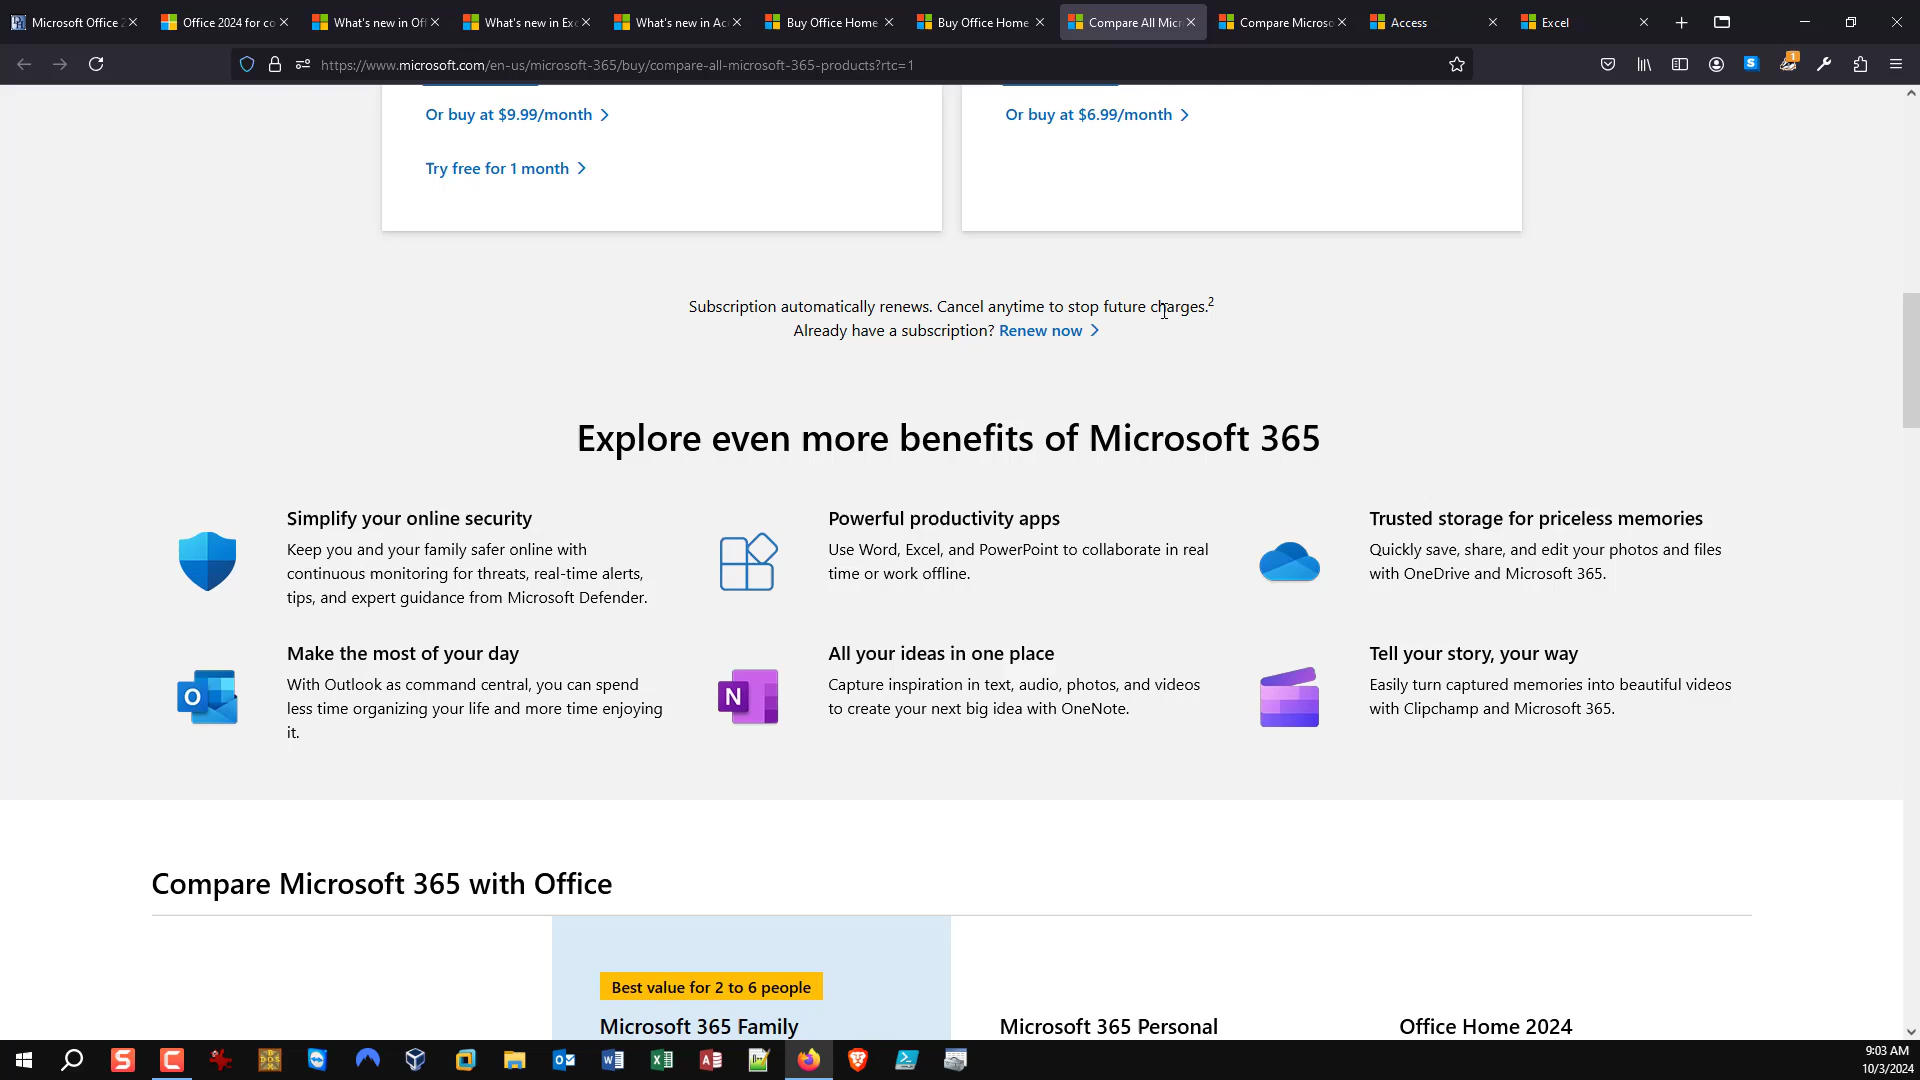 Microsoft Office 2
Office 2024 for co
What's new in Off
What's new in Exc
What's new in Acc
Buy Office Home
Buy Office Home
Compare All Micr
Compare Microso
Access
Excel
https://www.microsoft.com/en-us/microsoft-365/buy/compare-all-microsoft-365-products?rtc=1
Or buy at $9.99/month
Try free for 1 month
Or buy at $6.99/month
Subscription automatically renews. Cancel anytime to stop future charges.2
Already have a subscription? Renew now
Explore even more benefits of Microsoft 365
Simplify your online security
Keep you and your family safer online with
continuous monitoring for threats, real-time alerts,
tips, and expert guidance from Microsoft Defender.
Powerful productivity apps
Use Word, Excel, and PowerPoint to collaborate in real
time or work offline.
Trusted storage for priceless memories
Quickly save, share, and edit your photos and files
with OneDrive and Microsoft 365.
Make the most of your day
With Outlook as command central, you can spend
less time organizing your life and more time enjoying
it.
All your ideas in one place
Capture inspiration in text, audio, photos, and videos
to create your next big idea with OneNote.
Tell your story, your way
Easily turn captured memories into beautiful videos
with Clipchamp and Microsoft 365.
Compare Microsoft 365 with Office
Best value for 2 to 6 people
Microsoft 365 Family
Microsoft 365 Personal
Office Home 2024
9:03 AM
10/3/2024